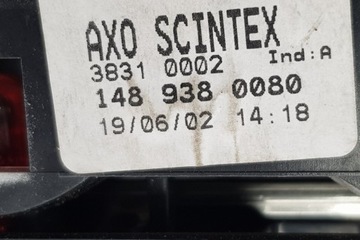 AXO SCINTEX
3831 0002 Ind:A
148 938 0080
19/06/02 14:18